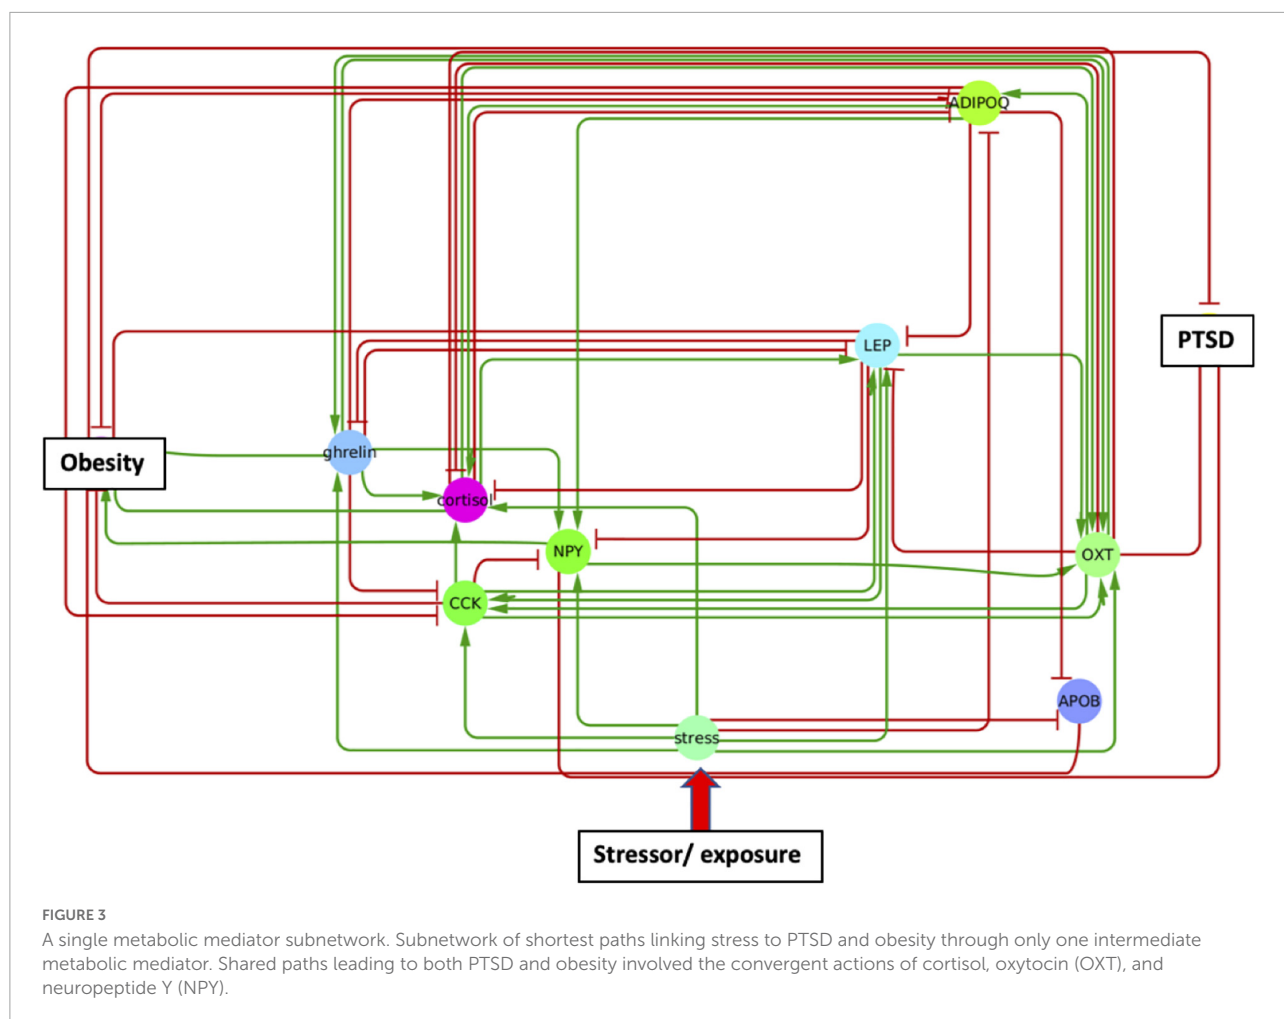 ADIPOQ
LEP
PTSD
ghrelin
Obesity
cortisol
NPY
OXT
CCK
APOB
stress
Stressor/ exposure
FIGURE 3
A single metabolic mediator subnetwork. Subnetwork of shortest paths linking stress to PTSD and obesity through only one intermediate
metabolic mediator. Shared paths leading to both PTSD and obesity involved the convergent actions of cortisol, oxytocin (OXT), and
neuropeptide Y (NPY).